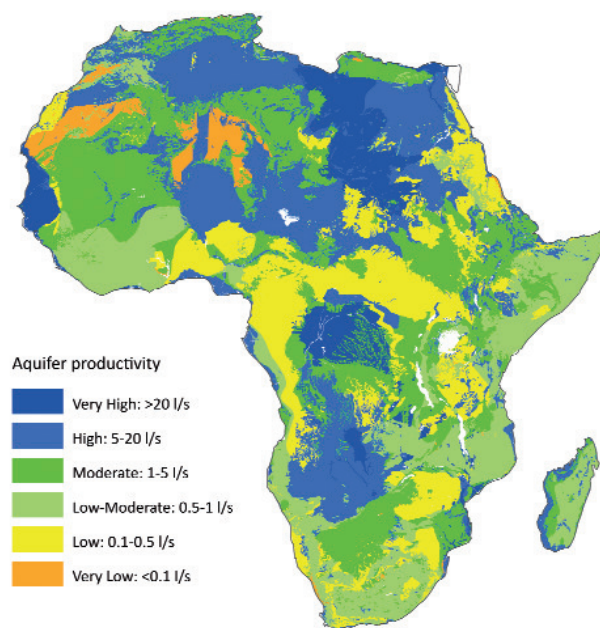 Aquifer productivity
Very High: >20 l/s
High: 5-20 l/s
Moderate: 1-5 l/s
Low-Moderate: 0.5-1 l/s
Low: 0.1-0.5 l/s
Very Low: <0.1 l/s